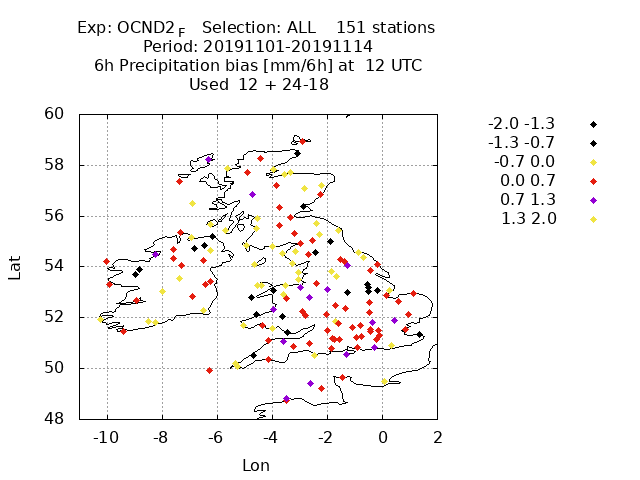 Exp: OCND2 F   Selection: ALL    151 stations
Period: 20191101-20191114
6h Precipitation bias [mm/6h] at  12 UTC
Used  12 + 24-18
60
58
56
54
52
50
48
Lat
-10 -8 -6 -4 -2 0 2
Lon
-2.0 -1.3
-1.3 -0.7
-0.7 0.0
0.0 0.7
0.7 1.3
1.3 2.0